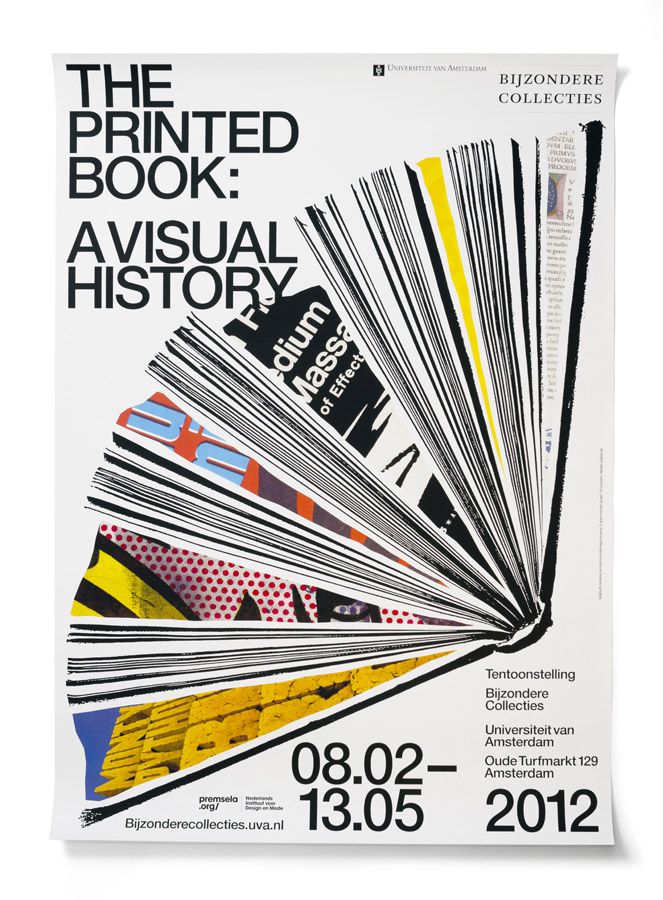 THE
PRINTED
BOOK:
A VISUAL
HISTORY
UNIVERSITEIT VAN AMSTERDAM
BIJZONDERE
COLLECTIES
edium
Massa
of Effects
Tentoonstelling
Bijzondere
Collecties
Universiteit van
Amsterdam
Oude Turfmarkt 129
Amsterdam
08.02–
13.05
2012
premsela
.org/
Nederlands
Instituut voor
Design en Mode
Bijzonderecollecties.uva.nl